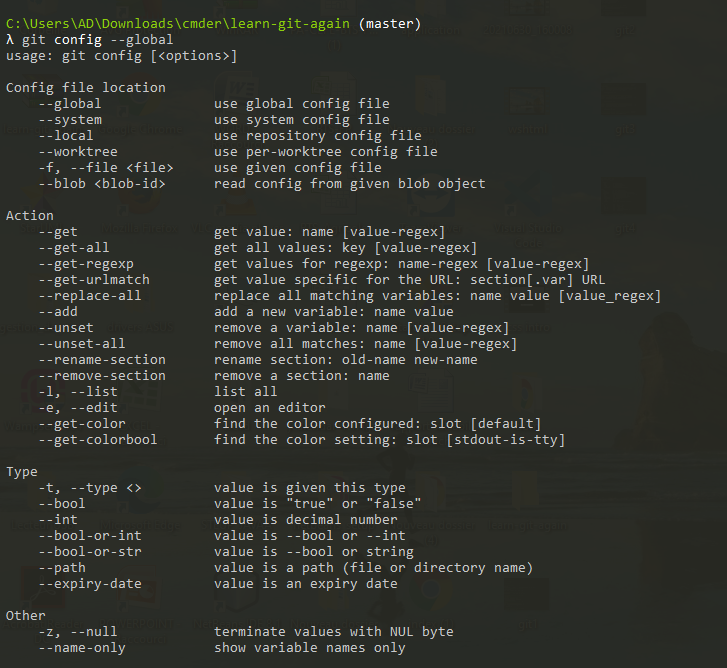 C:\Users\AD\Downloads\cmder\learn-git-again (master)
λ git config --global
usage: git config [<options>]

Config file location
    --global              use global config file
    --system              use system config file
    --local               use repository config file
    --worktree            use per-worktree config file
    -f, --file <file>     use given config file
    --blob <blob-id>      read config from given blob object

Action
    --get                 get value: name [value-regex]
    --get-all             get all values: key [value-regex]
    --get-regexp          get values for regexp: name-regex [value-regex]
    --get-urlmatch        get value specific for the URL: section[.var] URL
    --replace-all         replace all matching variables: name value [value_regex]
    --add                 add a new variable: name value
    --unset               remove a variable: name [value-regex]
    --unset-all           remove all matches: name [value-regex]
    --rename-section      rename section: old-name new-name
    --remove-section      remove a section: name
    -l, --list            list all
    -e, --edit            open an editor
    --get-color           find the color configured: slot [default]
    --get-colorbool       find the color setting: slot [stdout-is-tty]

Type
    -t, --type <>         value is given this type
    --bool                value is "true" or "false"
    --int                 value is decimal number
    --bool-or-int         value is --bool or --int
    --bool-or-str         value is --bool or string
    --path                value is a path (file or directory name)
    --expiry-date         value is an expiry date

Other
    -z, --null            terminate values with NUL byte
    --name-only           show variable names only